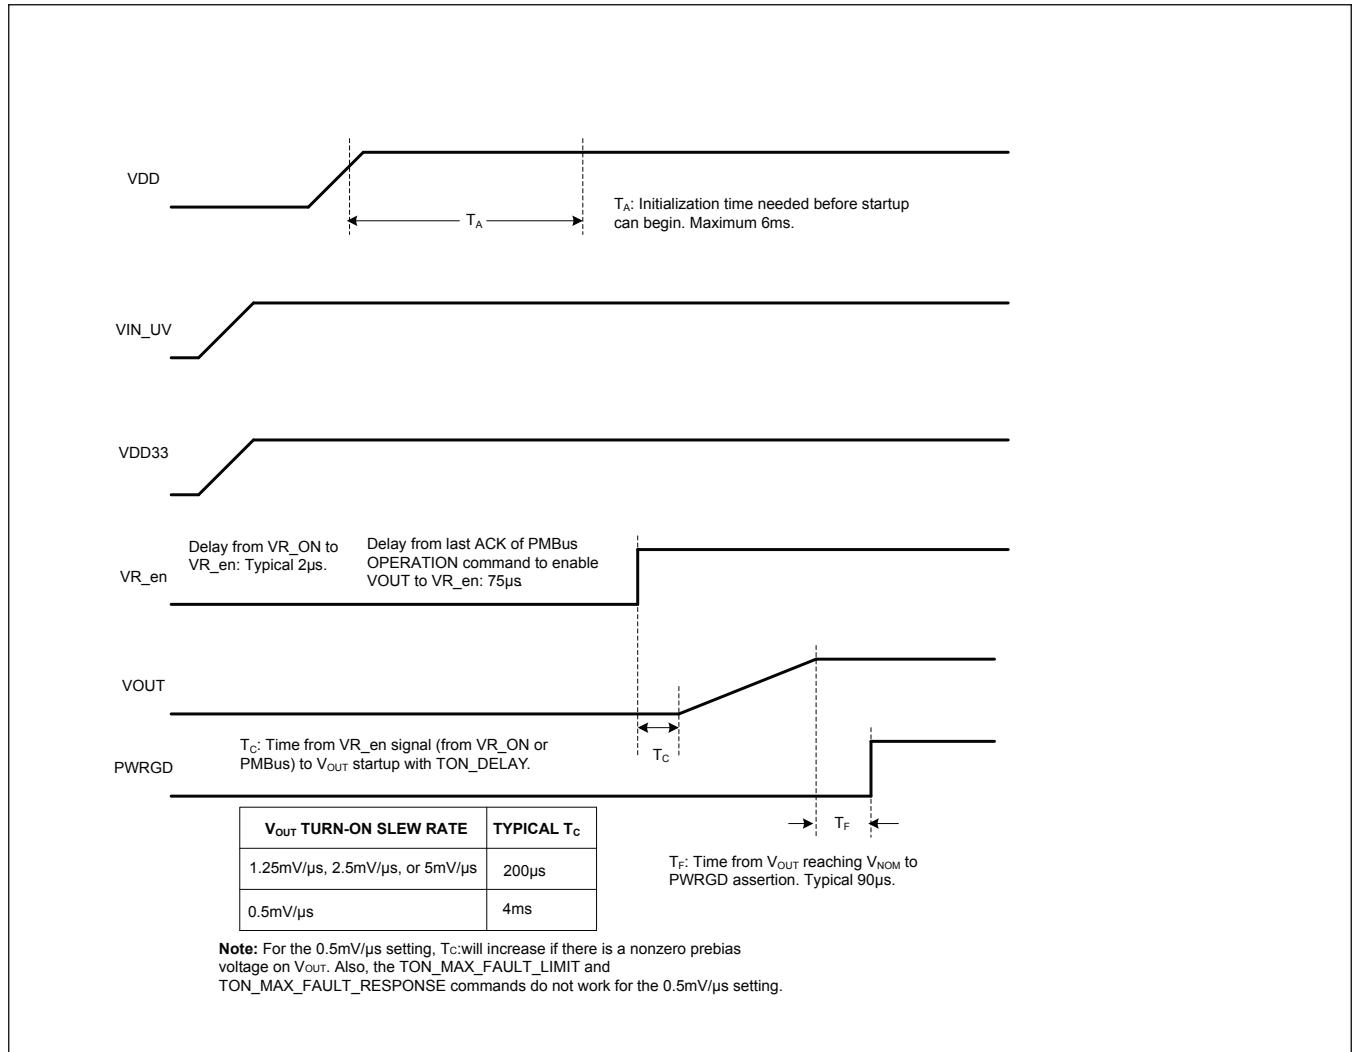 VDD
TA: Initialization time needed before startup
can begin. Maximum 6ms.
TA
VIN_UV
VDD33
Delay from VR_ON to
VR_en: Typical 2µs.
Delay from last ACK of PMBus
OPERATION command to enable
VOUT to VR_en: 75µs.
VR_en
VOUT
TC: Time from VR_en signal (from VR_ON or
PMBus) to VOUT startup with TON_DELAY.
TC
PWRGD
VOUT TURN-ON SLEW RATE
TYPICAL TC
1.25mV/µs, 2.5mV/µs, or 5mV/µs
200µs
0.5mV/µs
4ms
TF
TF: Time from VOUT reaching VNOM to
PWRGD assertion. Typical 90µs.
Note: For the 0.5mV/µs setting, TC:will increase if there is a nonzero prebias
voltage on VOUT. Also, the TON_MAX_FAULT_LIMIT and
TON_MAX_FAULT_RESPONSE commands do not work for the 0.5mV/µs setting.